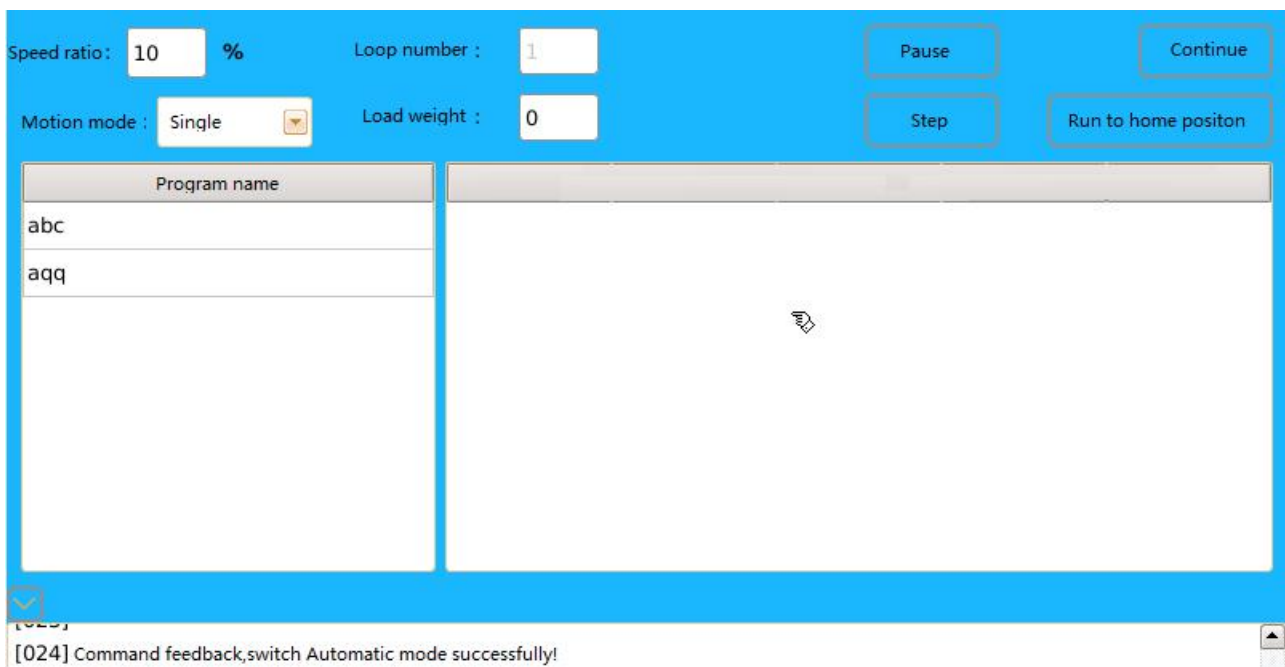 Speed ratio: 10 % Loop number : 1 Pause Continue
Motion mode : Single Load weight : 0 Step Run to home positon
Program name
abc
aqq
[024] Command feedback,switch Automatic mode successfully!